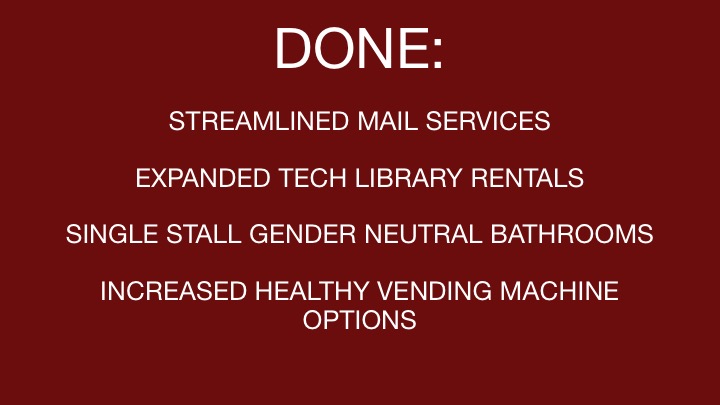 DONE:
STREAMLINED MAIL SERVICES
EXPANDED TECH LIBRARY RENTALS
SINGLE STALL GENDER NEUTRAL BATHROOMS
INCREASED HEALTHY VENDING MACHINE
OPTIONS